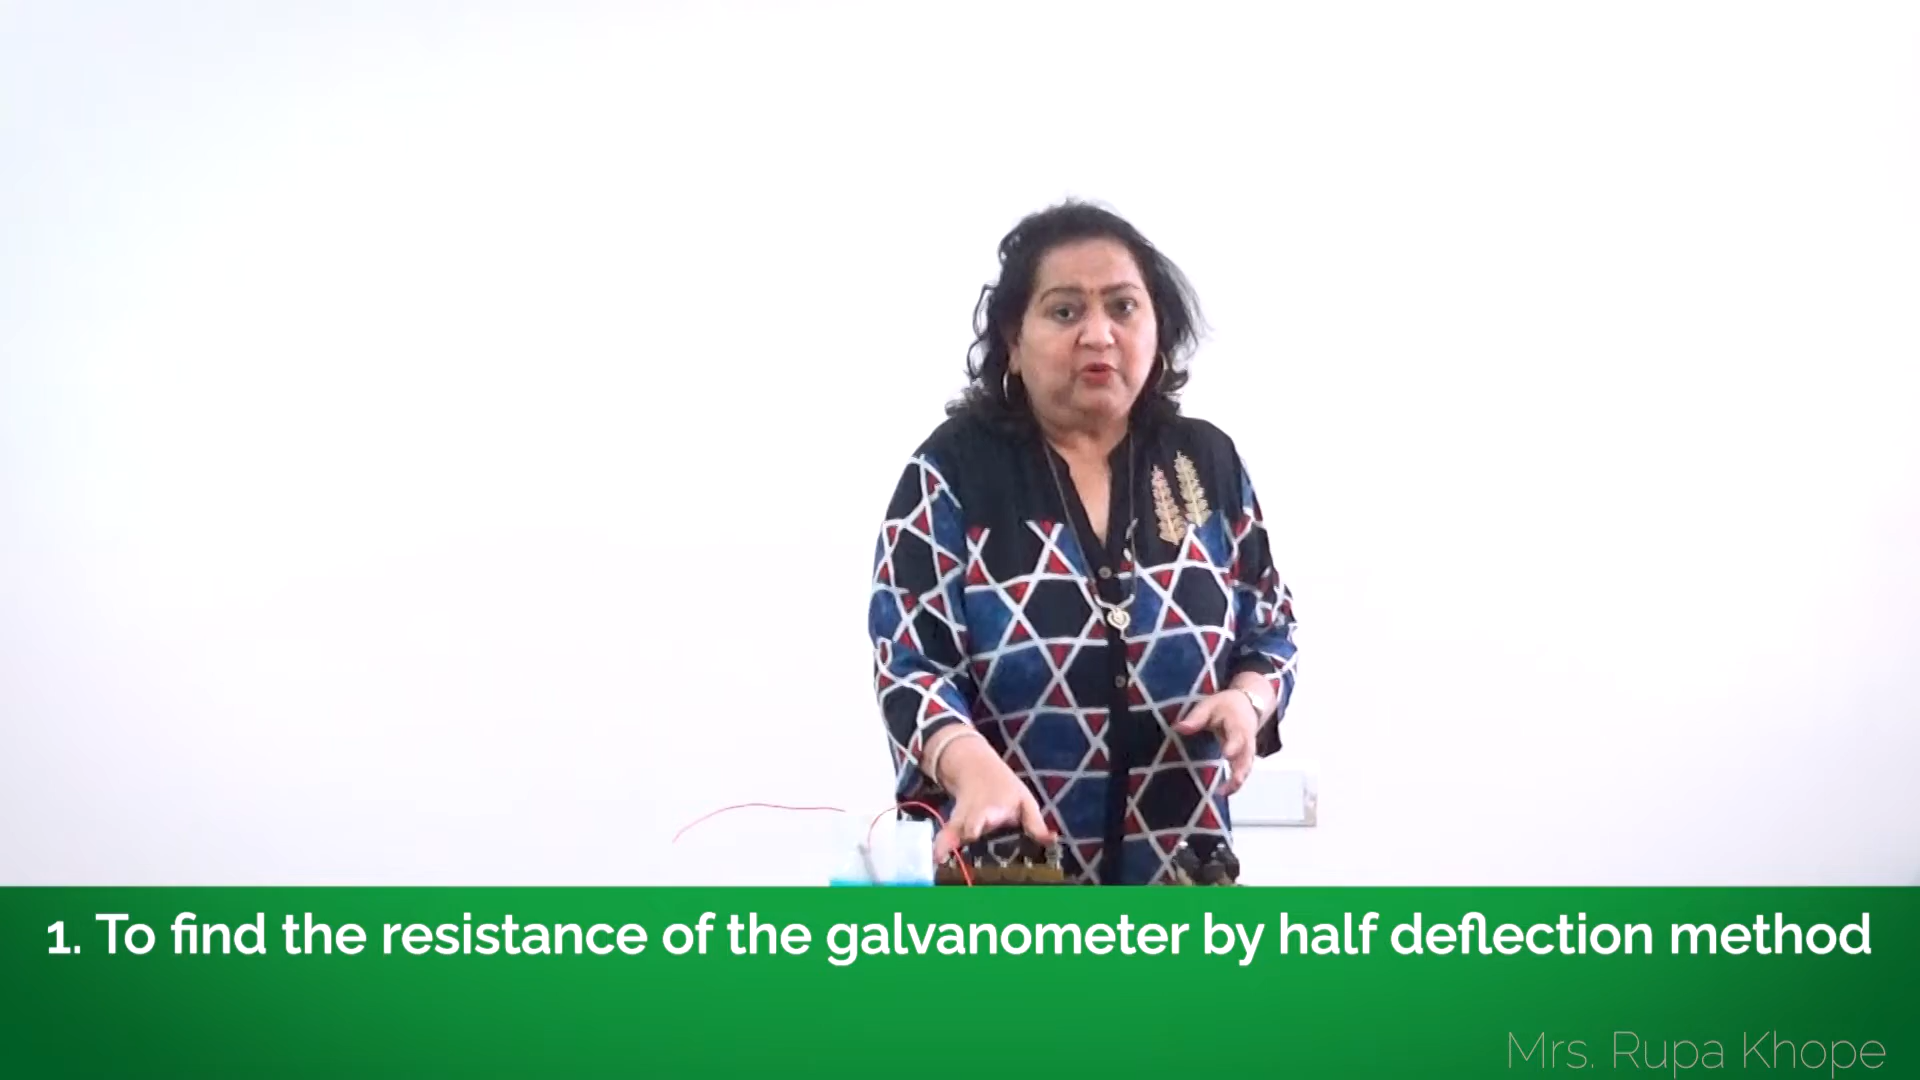 1. To find the resistance of the galvanometer by half deflection method
Mrs. Rupa Khope